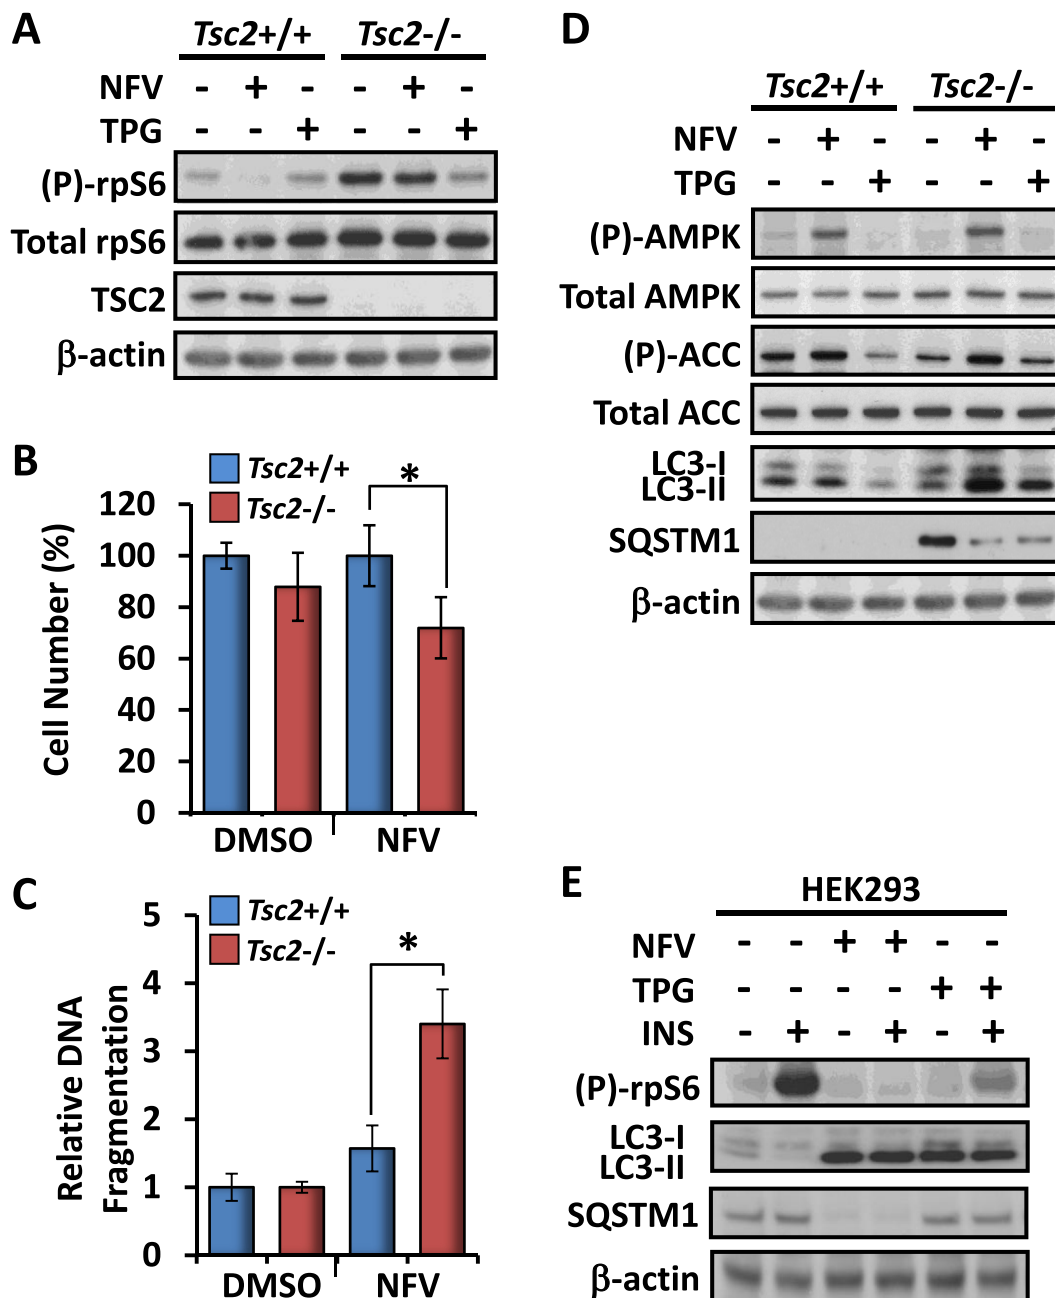 A
Tsc2+/+ Tsc2-/-
NFV - + - - + -
TPG - - + - - +
(P)-rpS6
Total rpS6
TSC2
β-actin
B
Tsc2+/+
Tsc2-/-
*
Cell Number (%)
120
100
80
60
40
20
0
DMSO NFV
C
Tsc2+/+
Tsc2-/-
*
Relative DNA
Fragmentation
5
4
3
2
1
0
DMSO NFV
D
Tsc2+/+ Tsc2-/-
NFV - + - - + -
TPG - - + - - +
(P)-AMPK
Total AMPK
(P)-ACC
Total ACC
LC3-I
LC3-II
SQSTM1
β-actin
E
HEK293
NFV - - + + - -
TPG - - - - + +
INS - + - + - +
(P)-rpS6
LC3-I
LC3-II
SQSTM1
β-actin